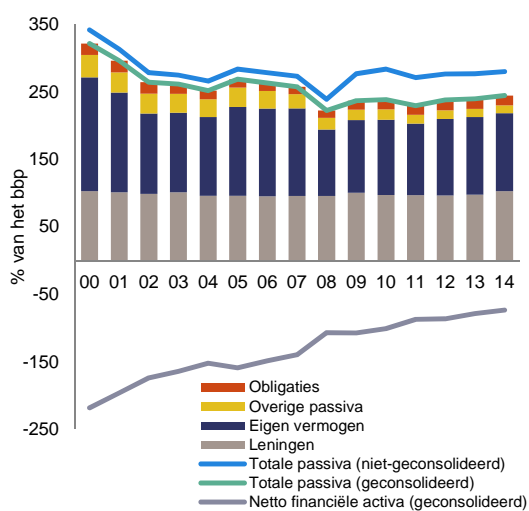 % van het bbp
350
250
150
50
-50
-150
-250
00 01 02 03 04 05 06 07 08 09 10 11 12 13 14
Obligaties
Overige passiva
Eigen vermogen
Leningen
Totale passiva (niet-geconsolideerd)
Totale passiva (geconsolideerd)
Netto financiële activa (geconsolideerd)